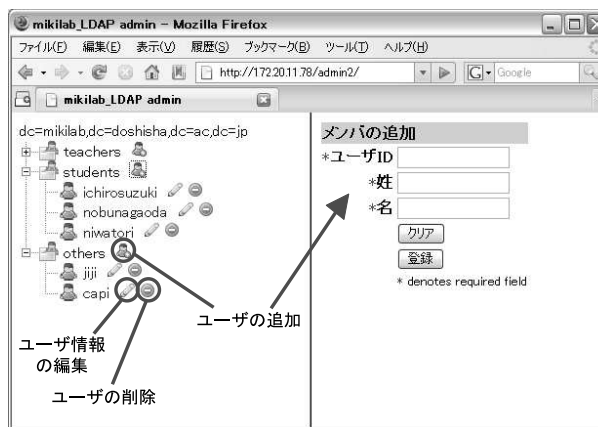 mikilab_LDAP admin - Mozilla Firefox
ファイル(F) 編集(E) 表示(V) 履歴(S) ブックマーク(B) ツール(T) ヘルプ(H)
http://172.20.11.78/admin2/
G Google
mikilab_LDAP admin
dc=mikilab,dc=doshisha,dc=ac,dc=jp
teachers
students
ichirosuzuki
nobunagaoda
niwatori
others
jiji
capi
ユーザ情報
の編集
ユーザの削除
ユーザの追加
メンバの追加
*ユーザID
*姓
*名
クリア
登録
* denotes required field